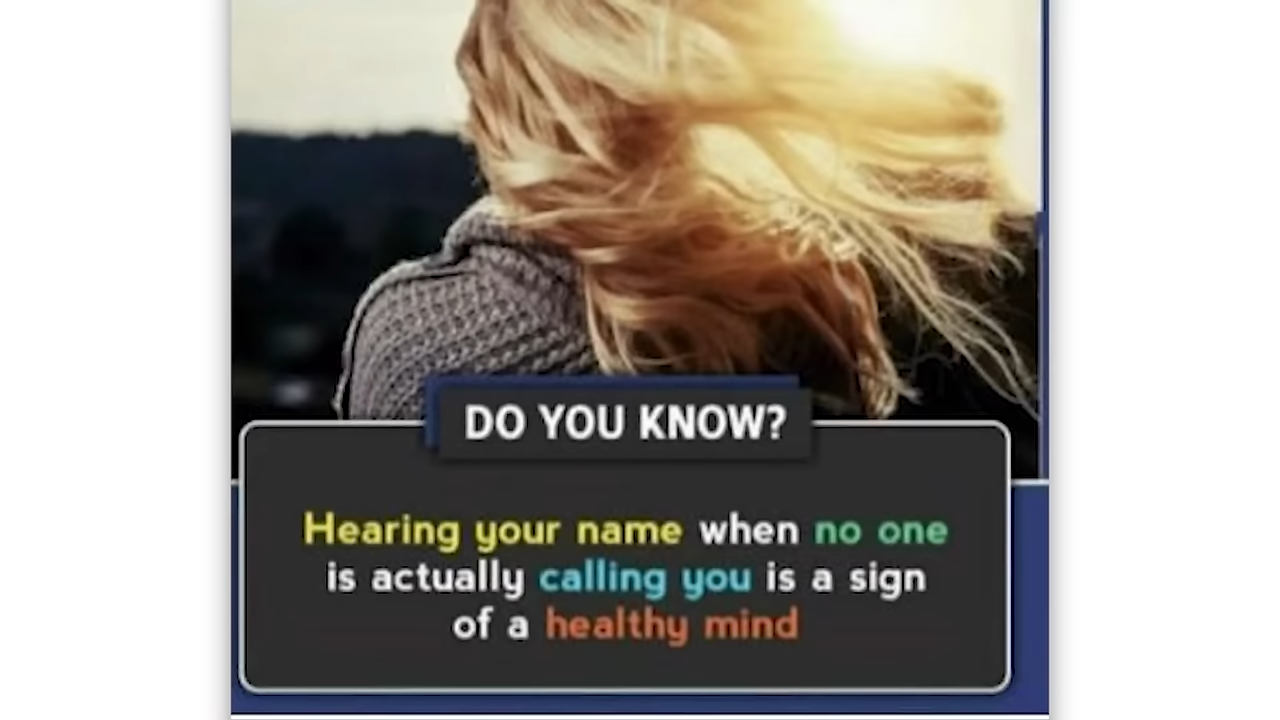 DO YOU KNOW?
Hearing your name when no one
is actually calling you is a sign
of a healthy mind